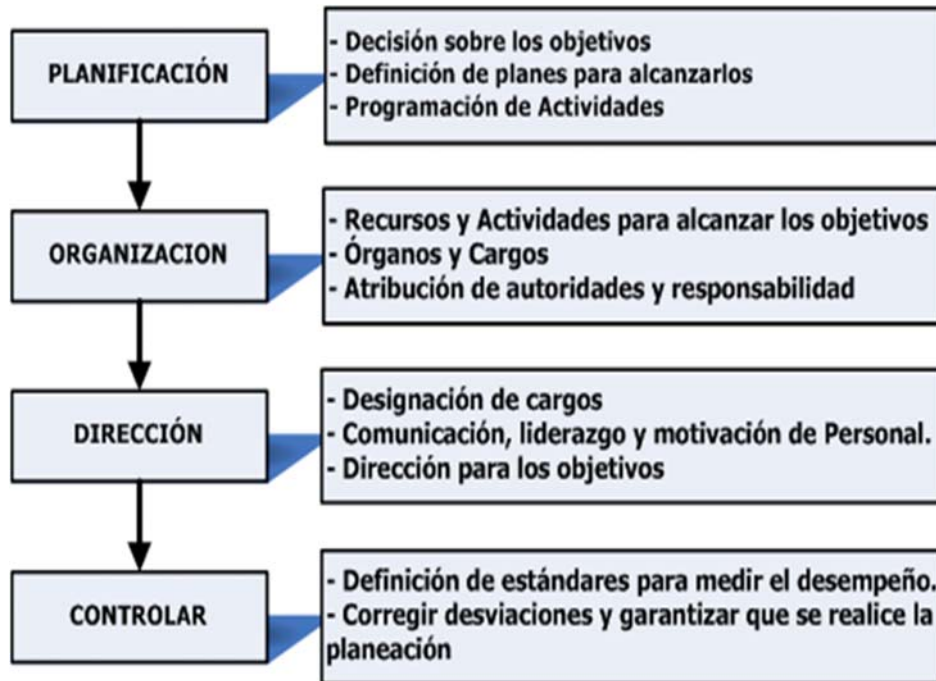 PLANIFICACIÓN
- Decisión sobre los objetivos
- Definición de planes para alcanzarlos
- Programación de Actividades
ORGANIZACION
- Recursos y Actividades para alcanzar los objetivos
- Órganos y Cargos
- Atribución de autoridades y responsabilidad
DIRECCIÓN
- Designación de cargos
- Comunicación, liderazgo y motivación de Personal.
- Dirección para los objetivos
CONTROLAR
- Definición de estándares para medir el desempeño.
- Corregir desviaciones y garantizar que se realice la
planeación